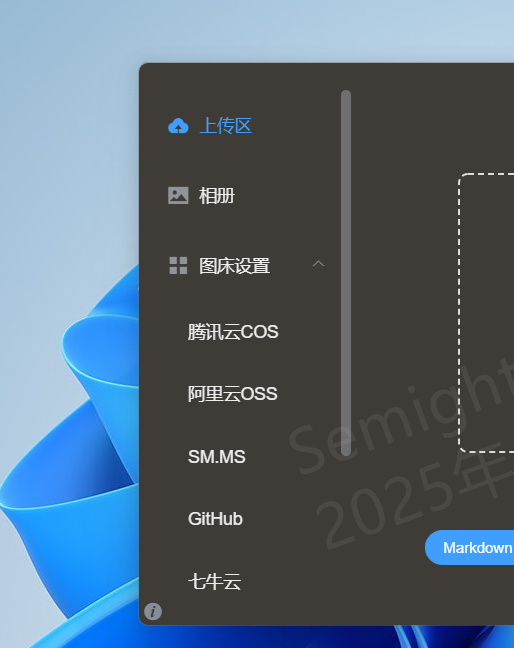 上传区
相册
图床设置
腾讯云COS
阿里云OSS
SM.MS
GitHub
七牛云
Semight
2025年
Markdown